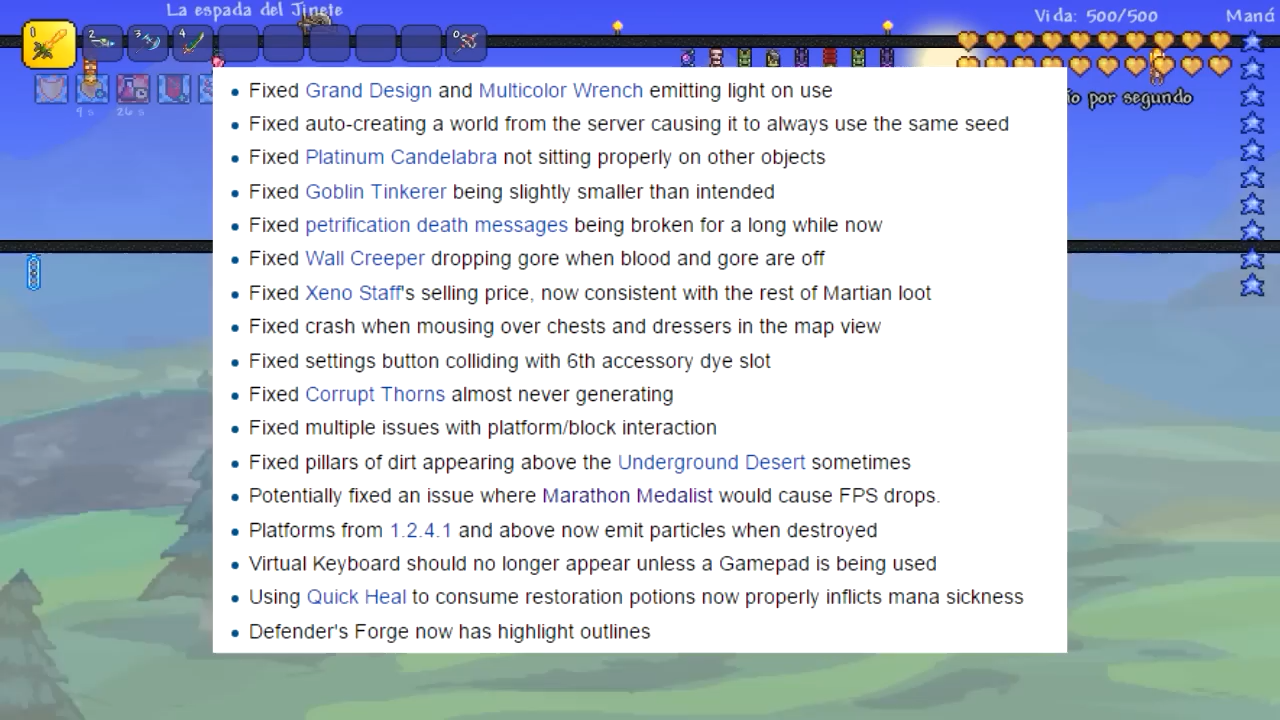 La espada del Jinete
Vida: 500/500
Maná
1
2
3
4
0
9 s
26 s
ío por segundo
Fixed Grand Design and Multicolor Wrench emitting light on use
Fixed auto-creating a world from the server causing it to always use the same seed
Fixed Platinum Candelabra not sitting properly on other objects
Fixed Goblin Tinkerer being slightly smaller than intended
Fixed petrification death messages being broken for a long while now
Fixed Wall Creeper dropping gore when blood and gore are off
Fixed Xeno Staff's selling price, now consistent with the rest of Martian loot
Fixed crash when mousing over chests and dressers in the map view
Fixed settings button colliding with 6th accessory dye slot
Fixed Corrupt Thorns almost never generating
Fixed multiple issues with platform/block interaction
Fixed pillars of dirt appearing above the Underground Desert sometimes
Potentially fixed an issue where Marathon Medalist would cause FPS drops.
Platforms from 1.2.4.1 and above now emit particles when destroyed
Virtual Keyboard should no longer appear unless a Gamepad is being used
Using Quick Heal to consume restoration potions now properly inflicts mana sickness
Defender's Forge now has highlight outlines